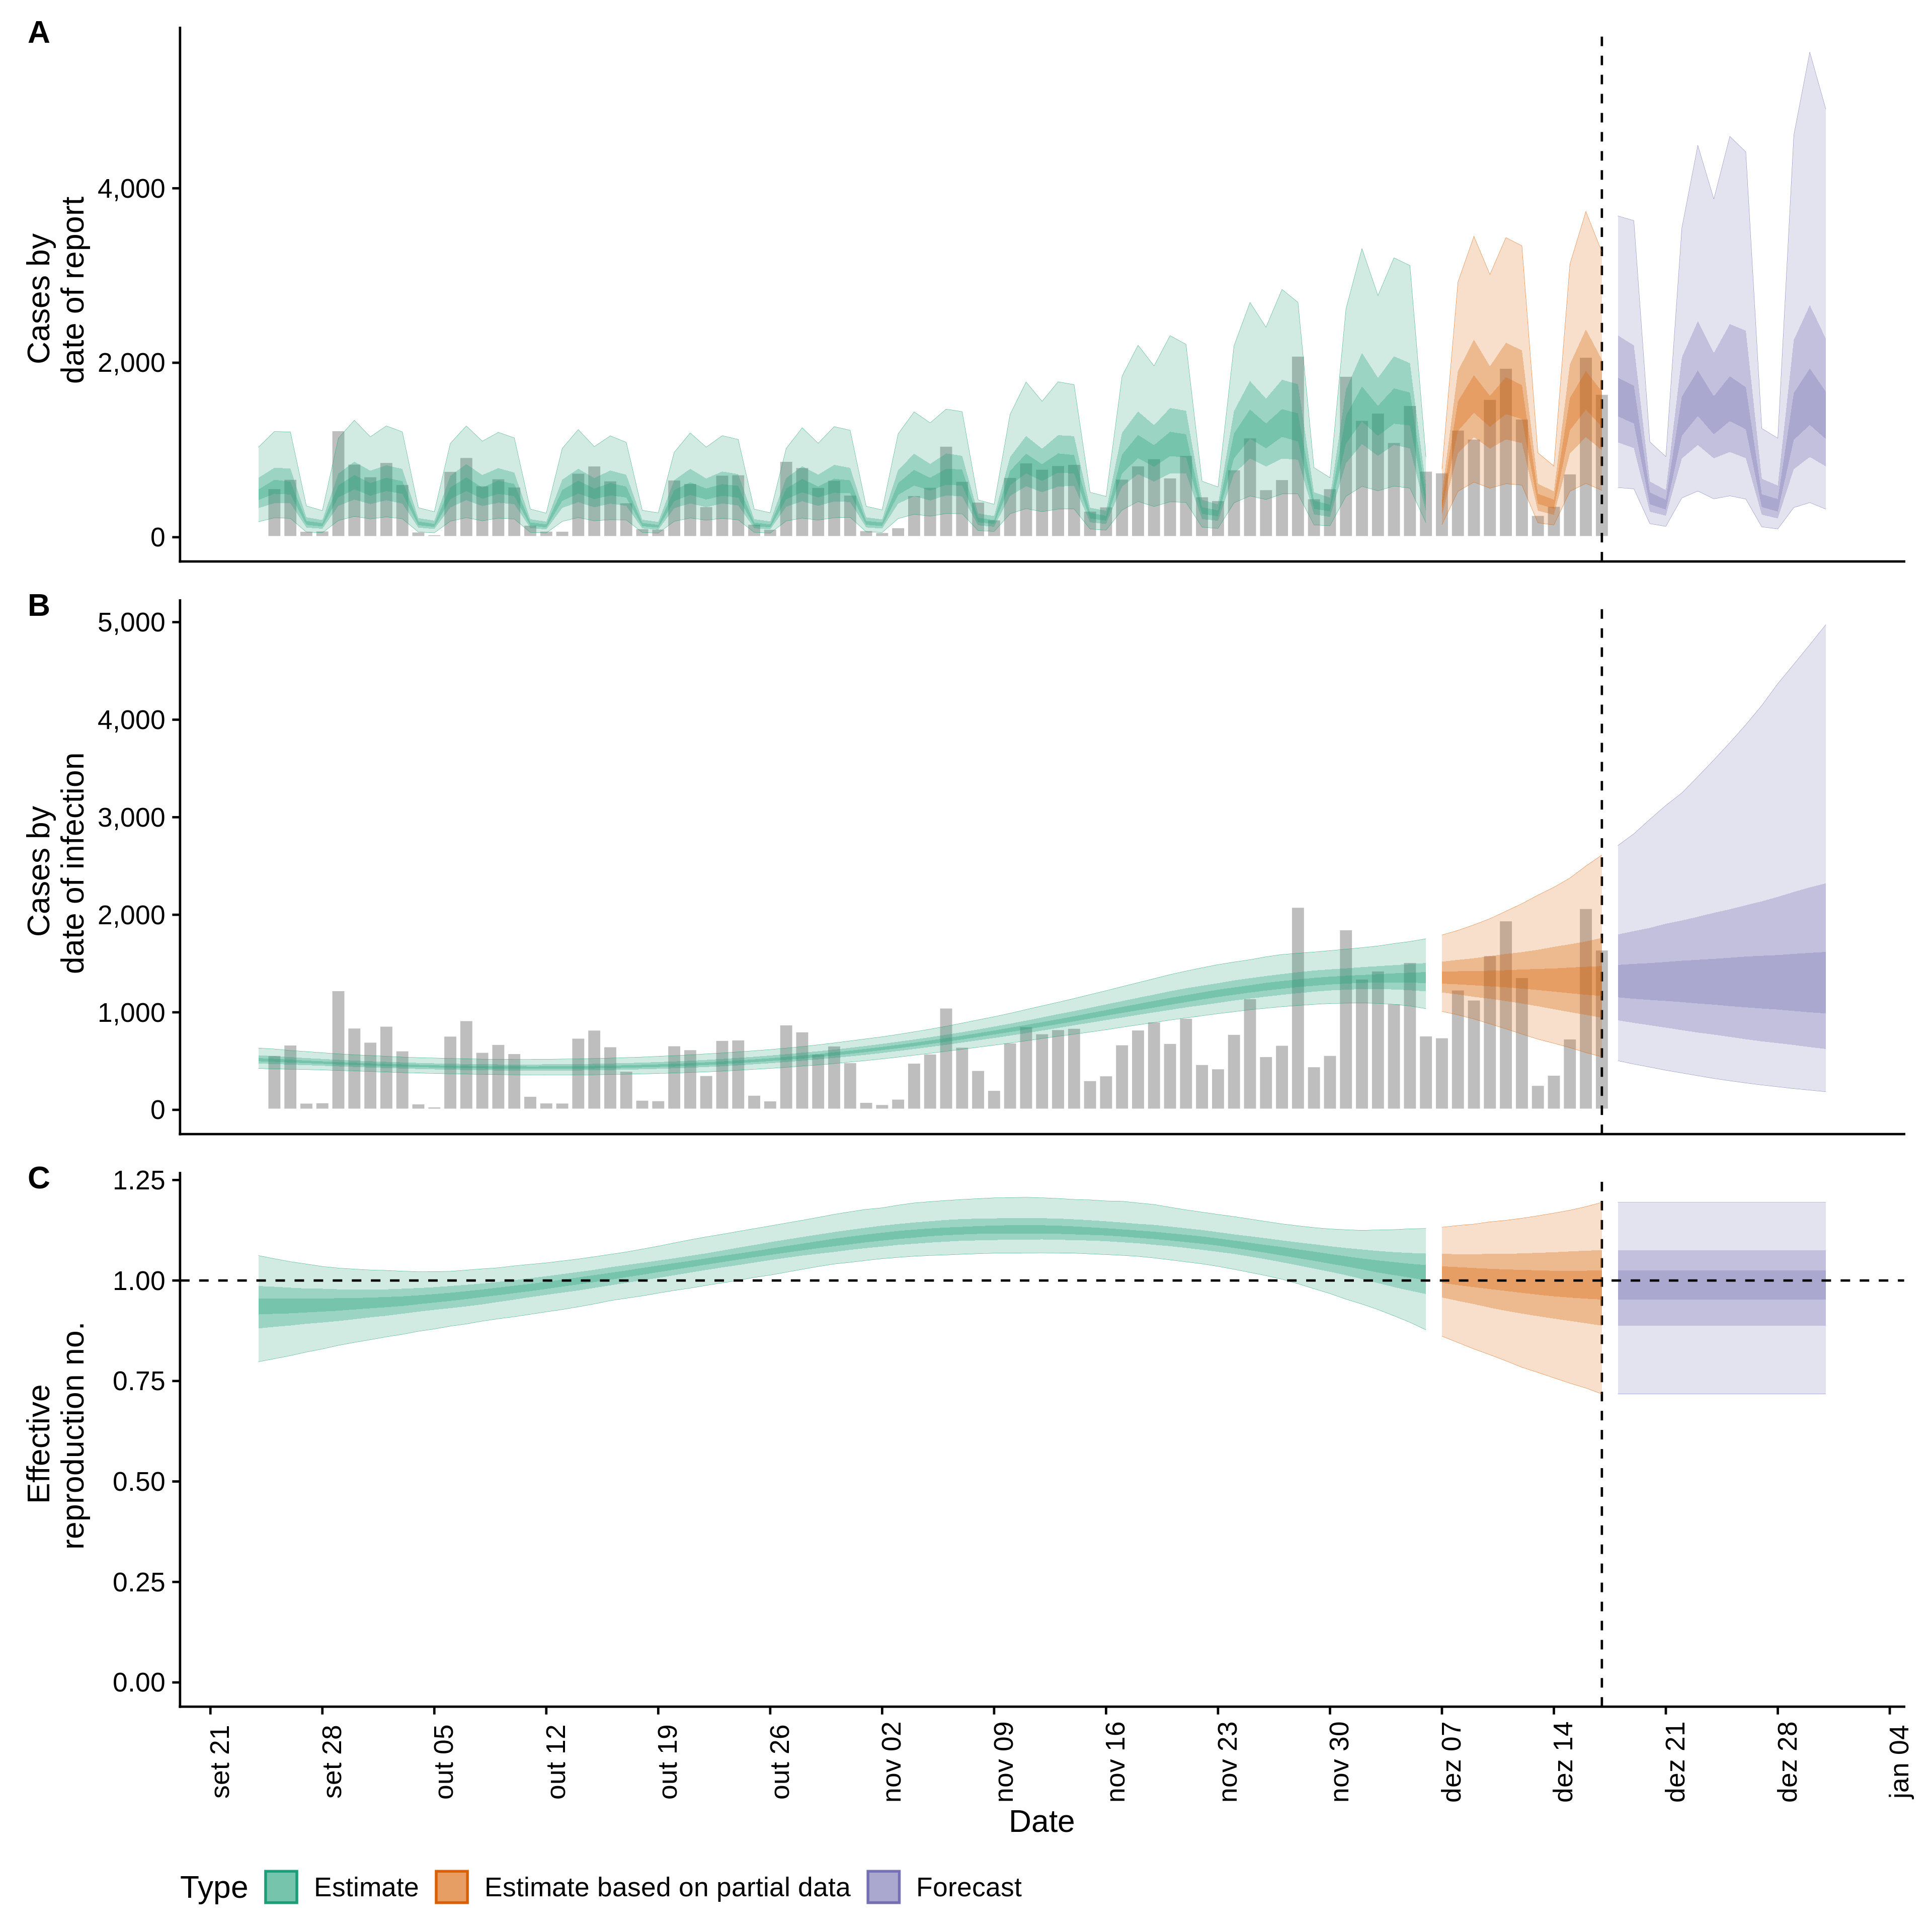 A
Cases by
date of report
4,000
2,000
0
B
Cases by
date of infection
5,000
4,000
3,000
2,000
1,000
0
C
Effective
reproduction no.
1.25
1.00
0.75
0.50
0.25
0.00
set 21
set 28
out 05
out 12
out 19
out 26
nov 02
nov 09
nov 16
nov 23
nov 30
dez 07
dez 14
dez 21
dez 28
jan 04
Date
Type Estimate Estimate based on partial data Forecast